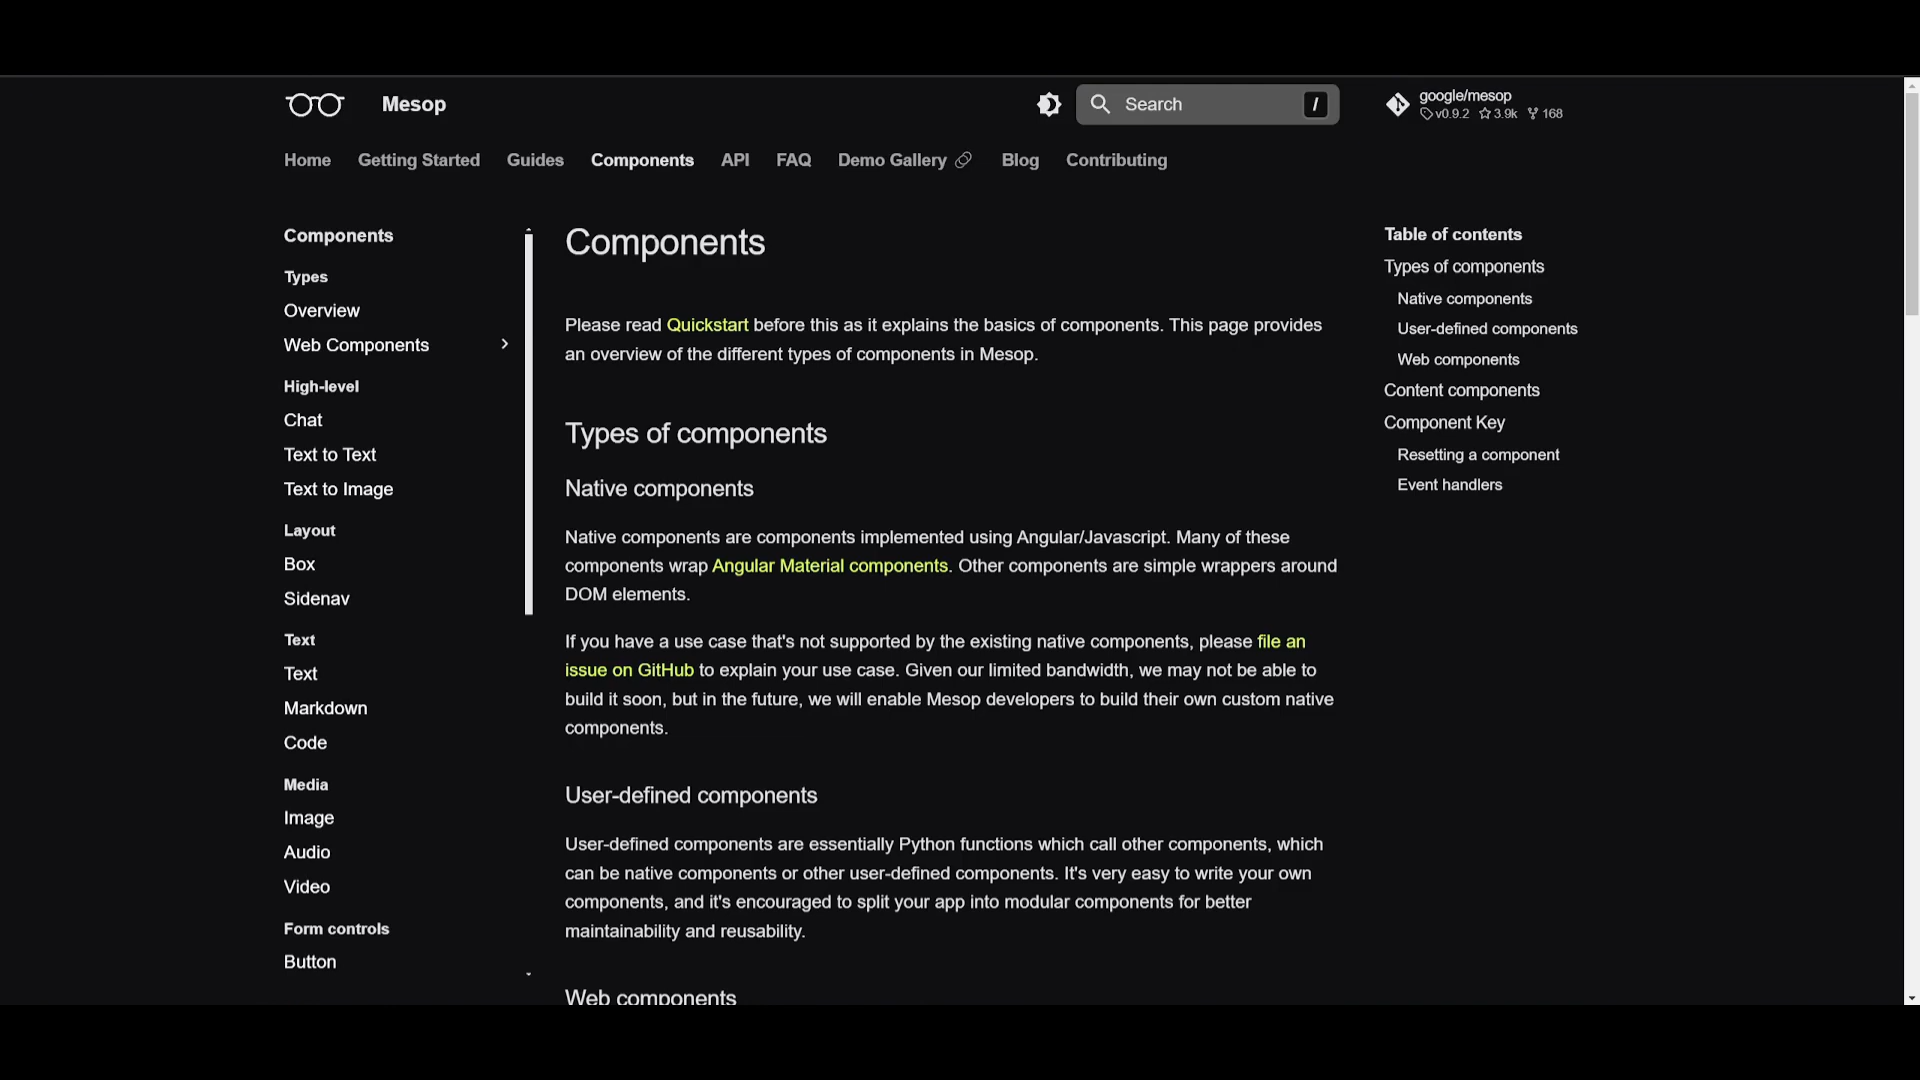 Mesop
Search /
google/mesop
v0.9.2 3.9k 168
Home Getting Started Guides Components API FAQ Demo Gallery Blog Contributing
Components
Types
Overview
Web Components
High-level
Chat
Text to Text
Text to Image
Layout
Box
Sidenav
Text
Text
Markdown
Code
Media
Image
Audio
Video
Form controls
Button
Components
Please read Quickstart before this as it explains the basics of components. This page provides
an overview of the different types of components in Mesop.
Types of components
Native components
Native components are components implemented using Angular/Javascript. Many of these
components wrap Angular Material components. Other components are simple wrappers around
DOM elements.
If you have a use case that's not supported by the existing native components, please file an
issue on GitHub to explain your use case. Given our limited bandwidth, we may not be able to
build it soon, but in the future, we will enable Mesop developers to build their own custom native
components.
User-defined components
User-defined components are essentially Python functions which call other components, which
can be native components or other user-defined components. It's very easy to write your own
components, and it's encouraged to split your app into modular components for better
maintainability and reusability.
Web components
Table of contents
Types of components
Native components
User-defined components
Web components
Content components
Component Key
Resetting a component
Event handlers